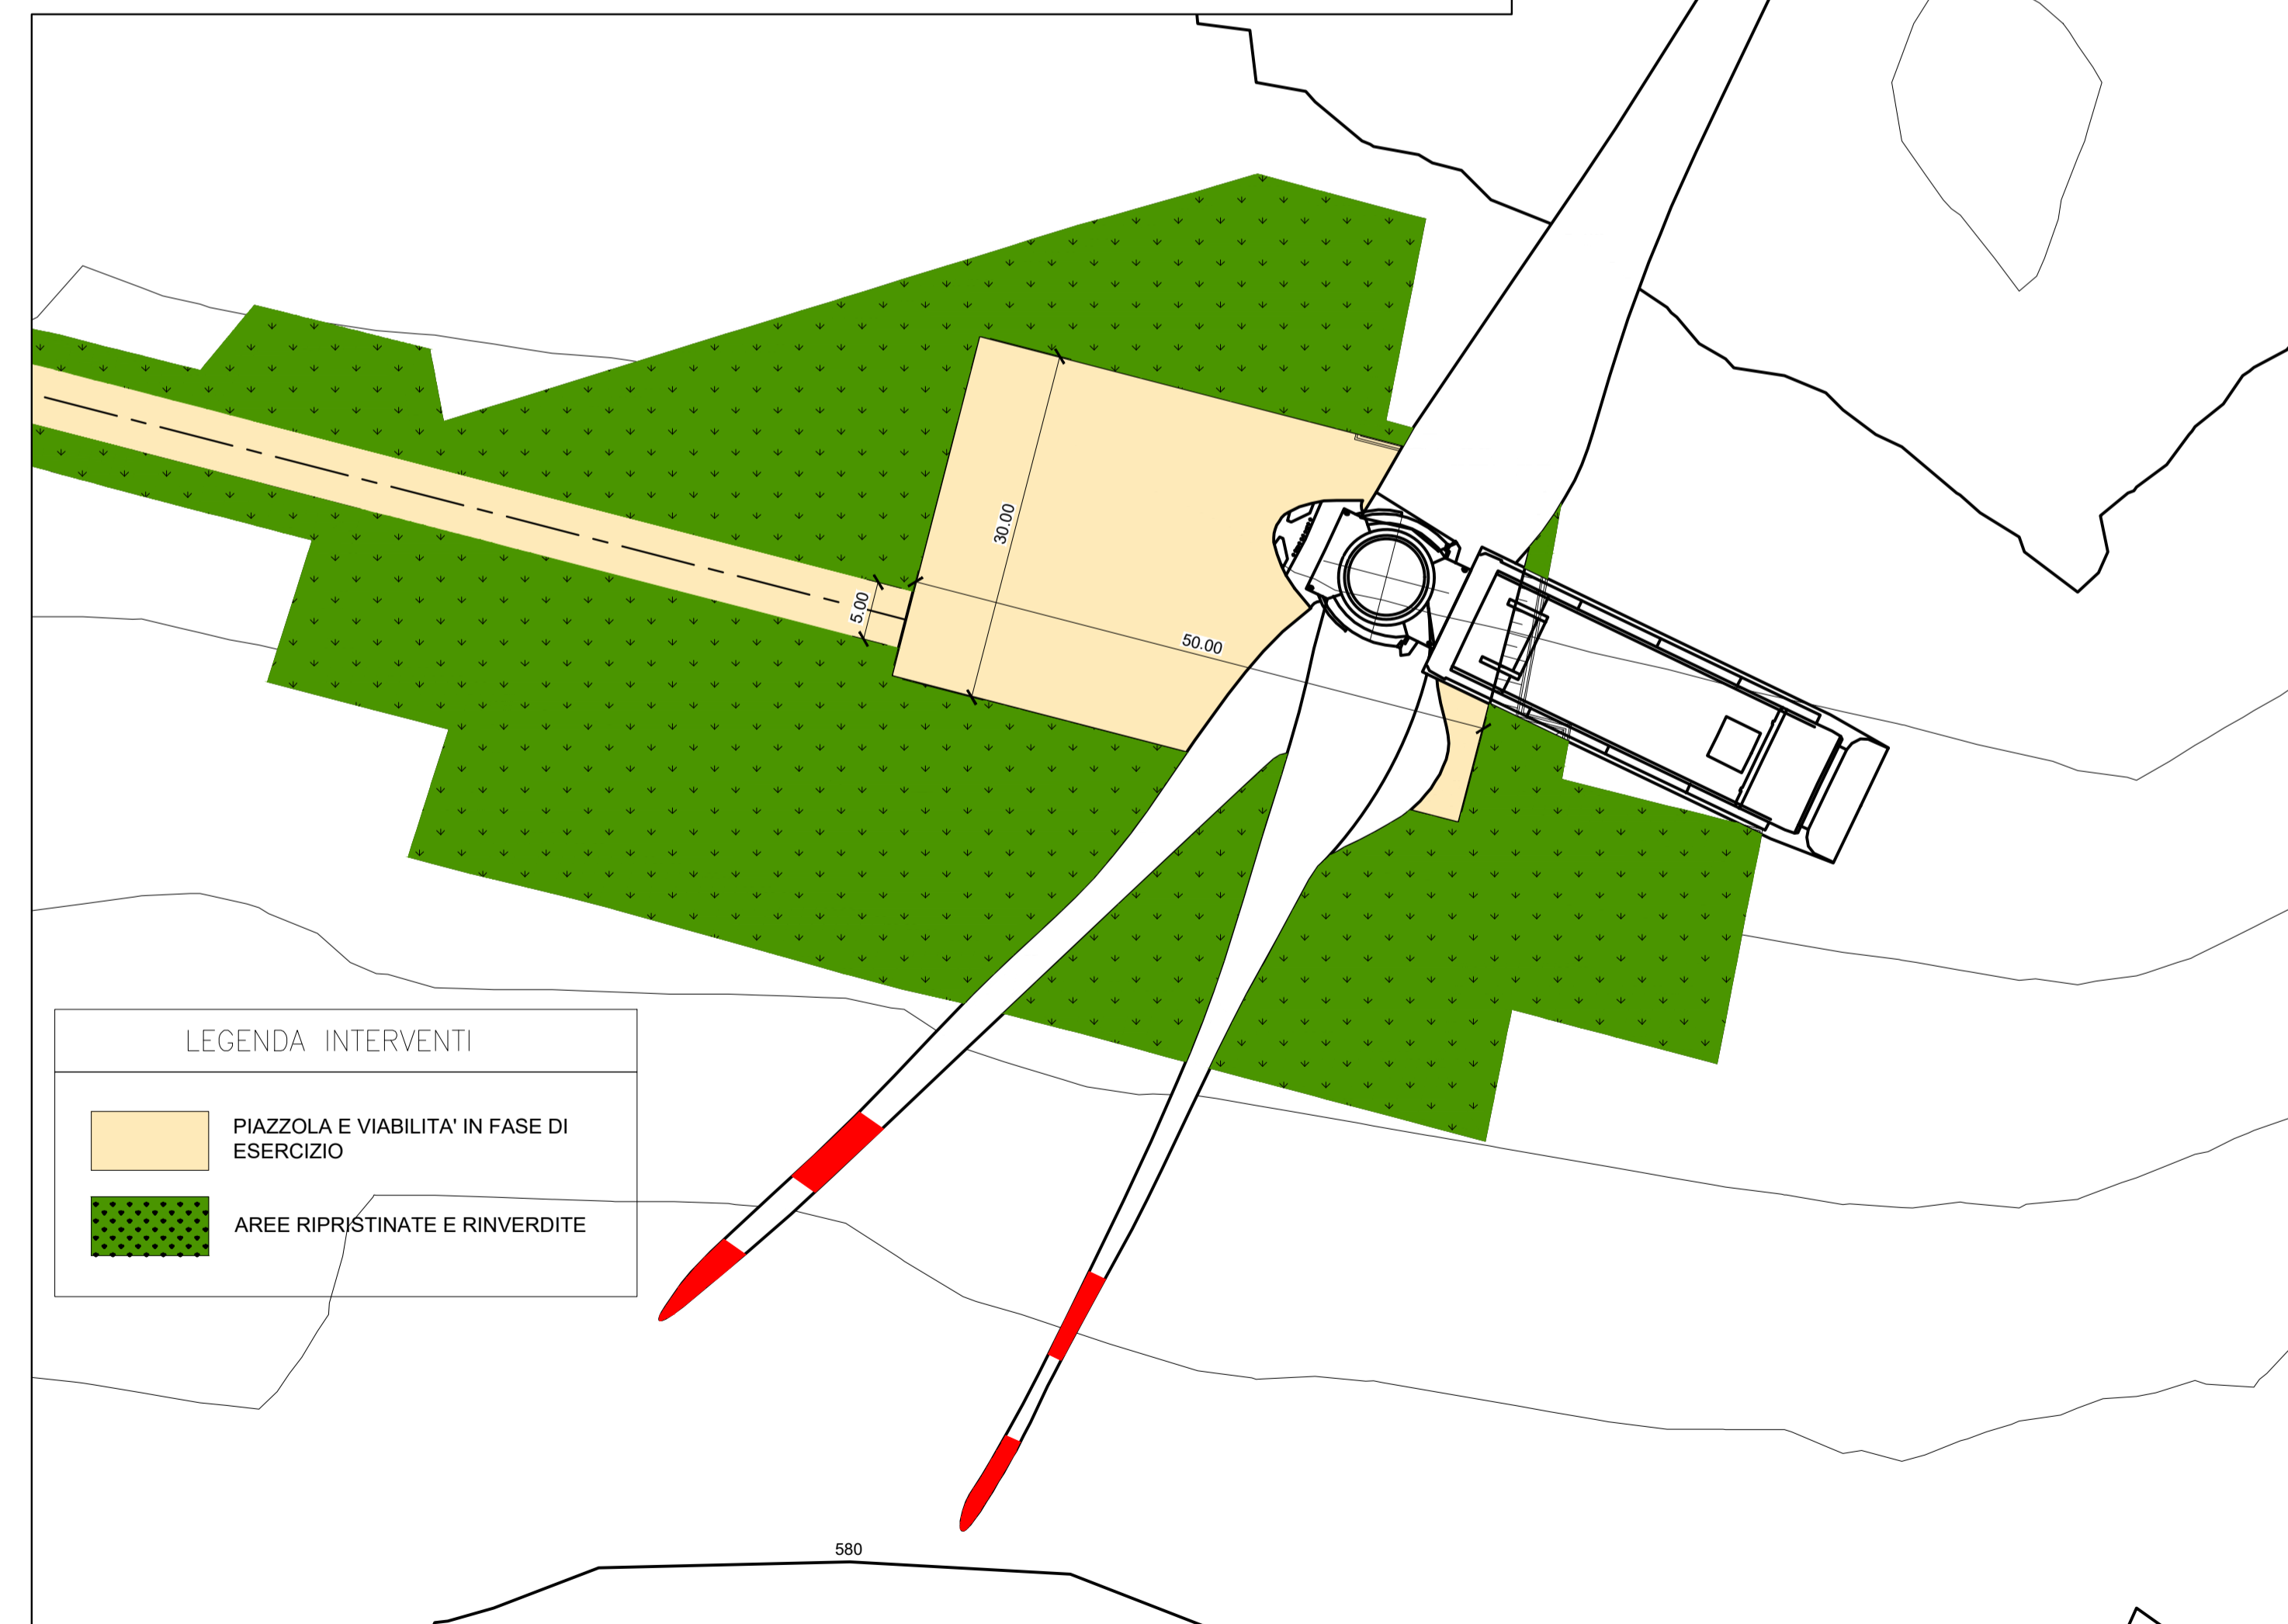 30.00
5.00
50.00
LEGENDA INTERVENTI
PIAZZOLA E VIABILITA' IN FASE DI
ESERCIZIO
AREE RIPRISTINATE E RINVERDITE
580